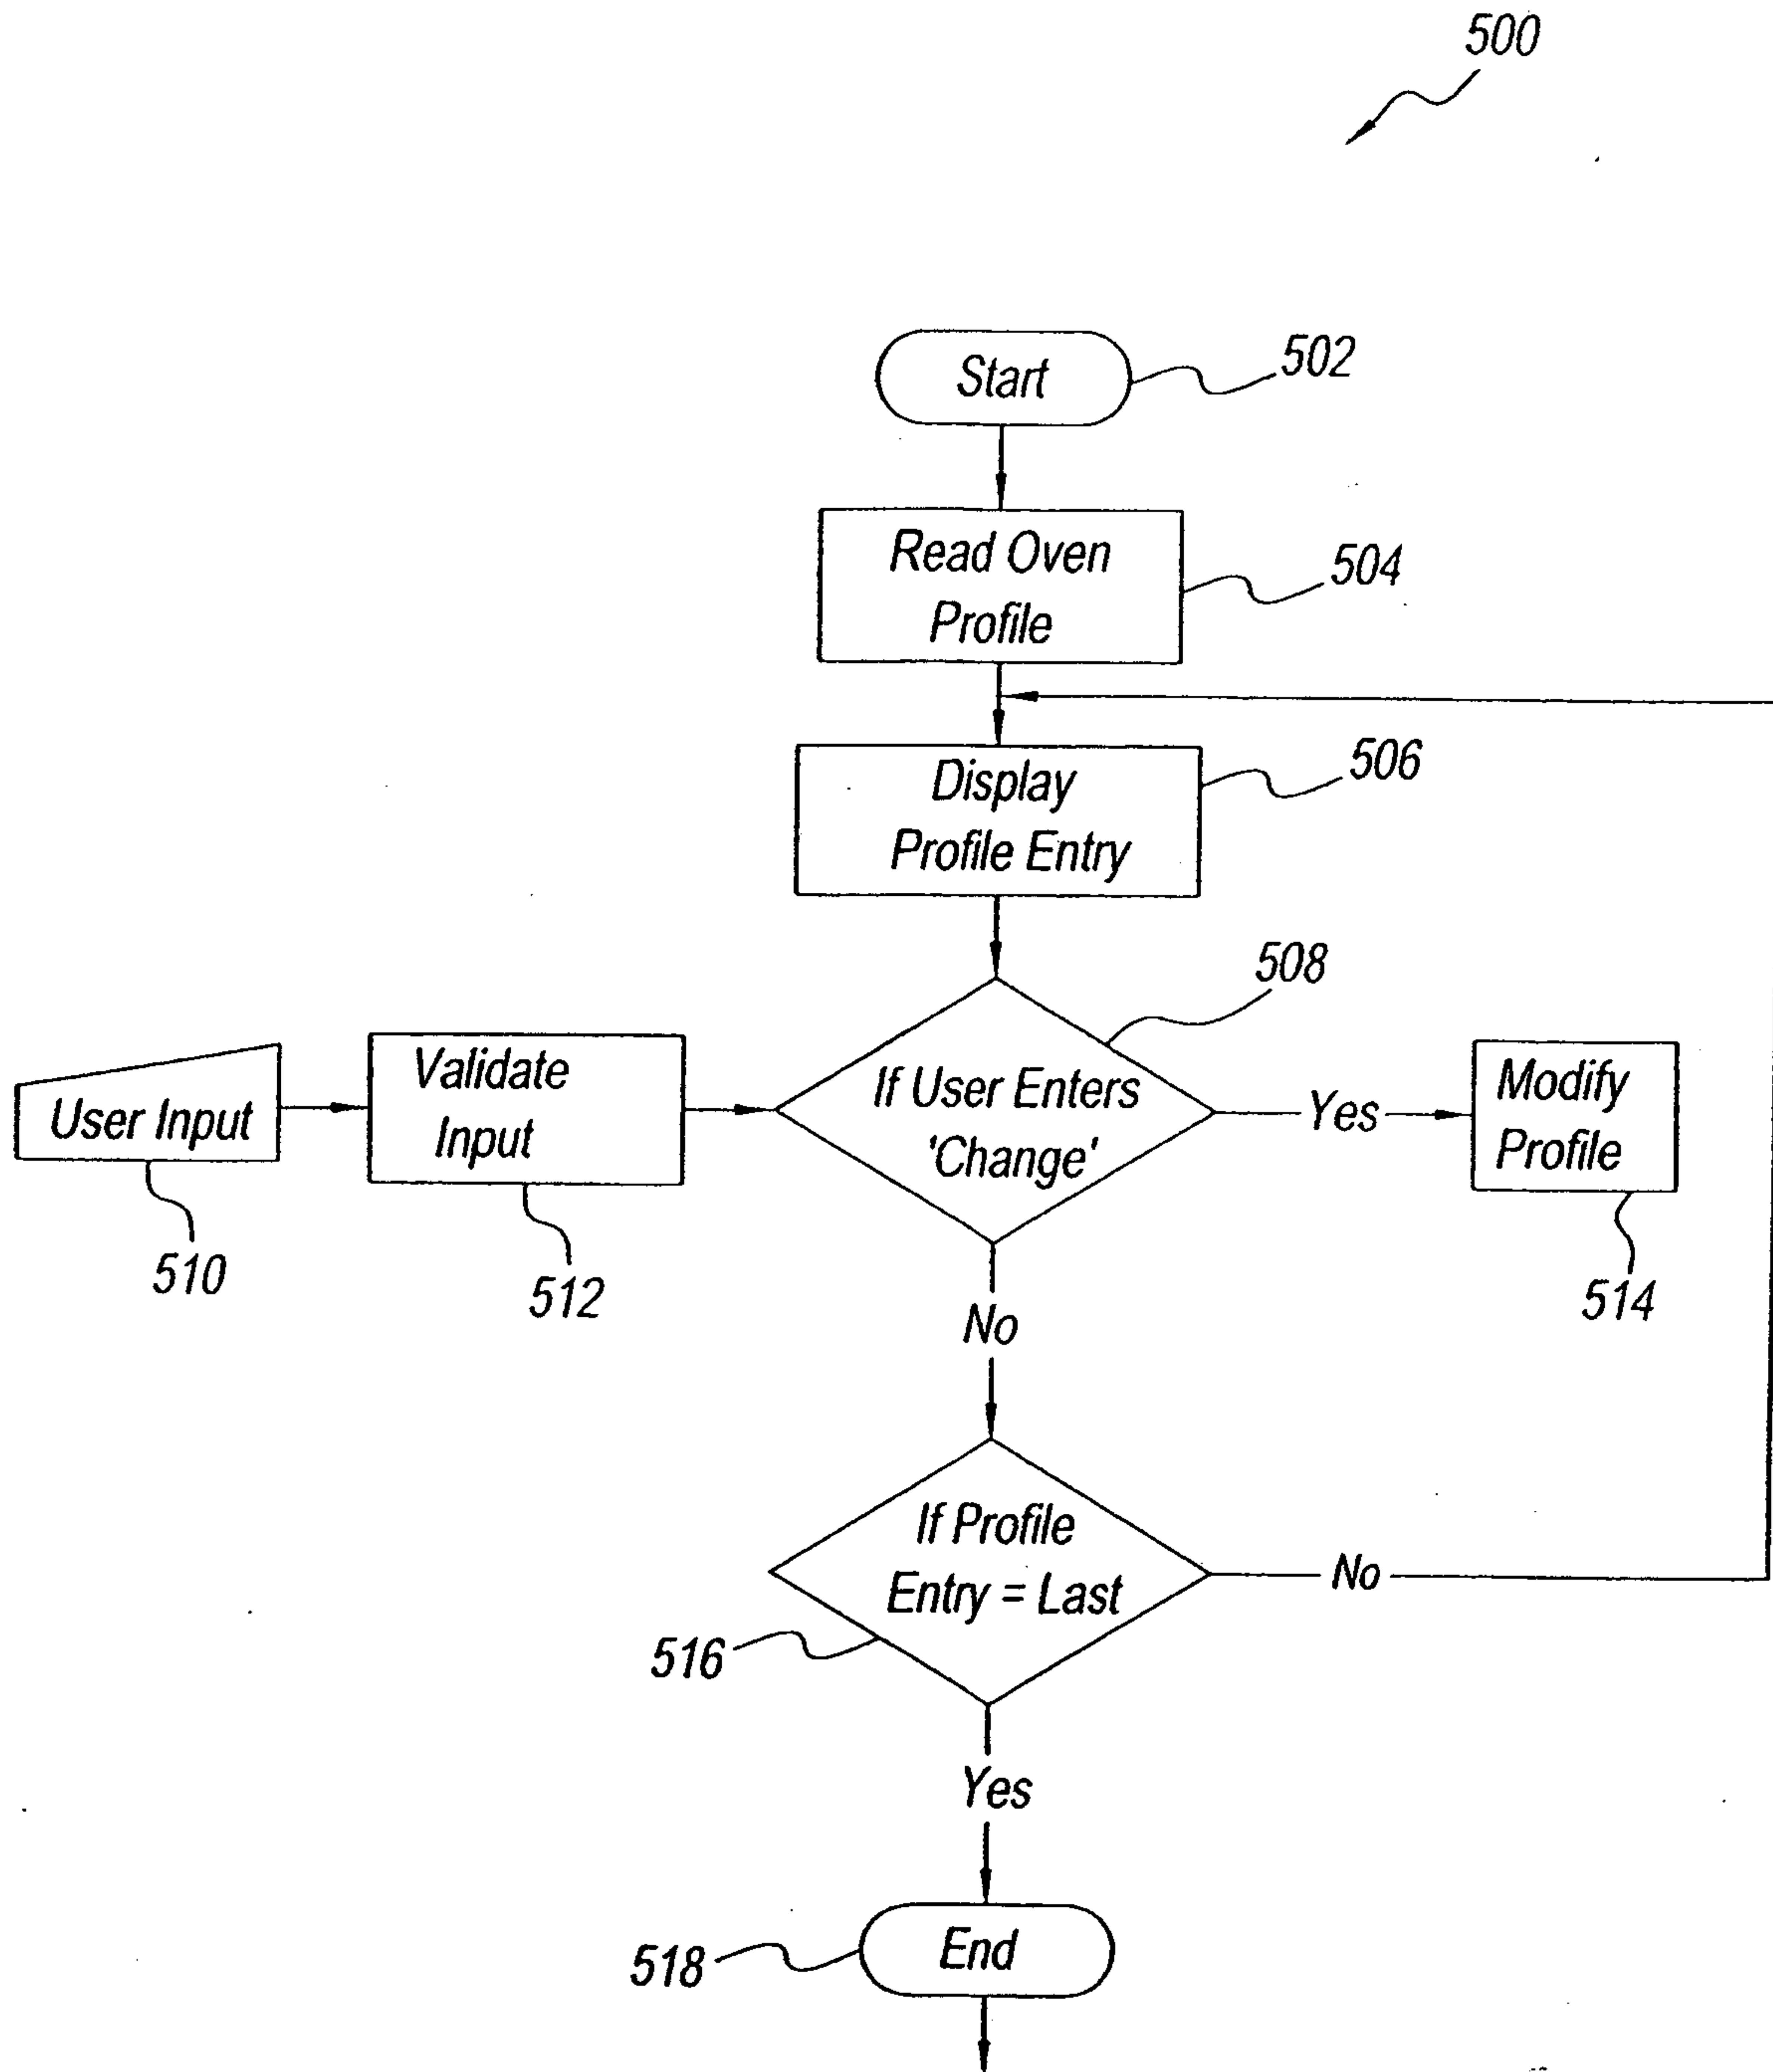 500
Start
502
Read Oven
Profile
504
Display
Profile Entry
506
508
User Input
510
Validate
Input
512
If User Enters
'Change'
Yes
Modify
Profile
514
No
If Profile
Entry = Last
No
516
Yes
End
518